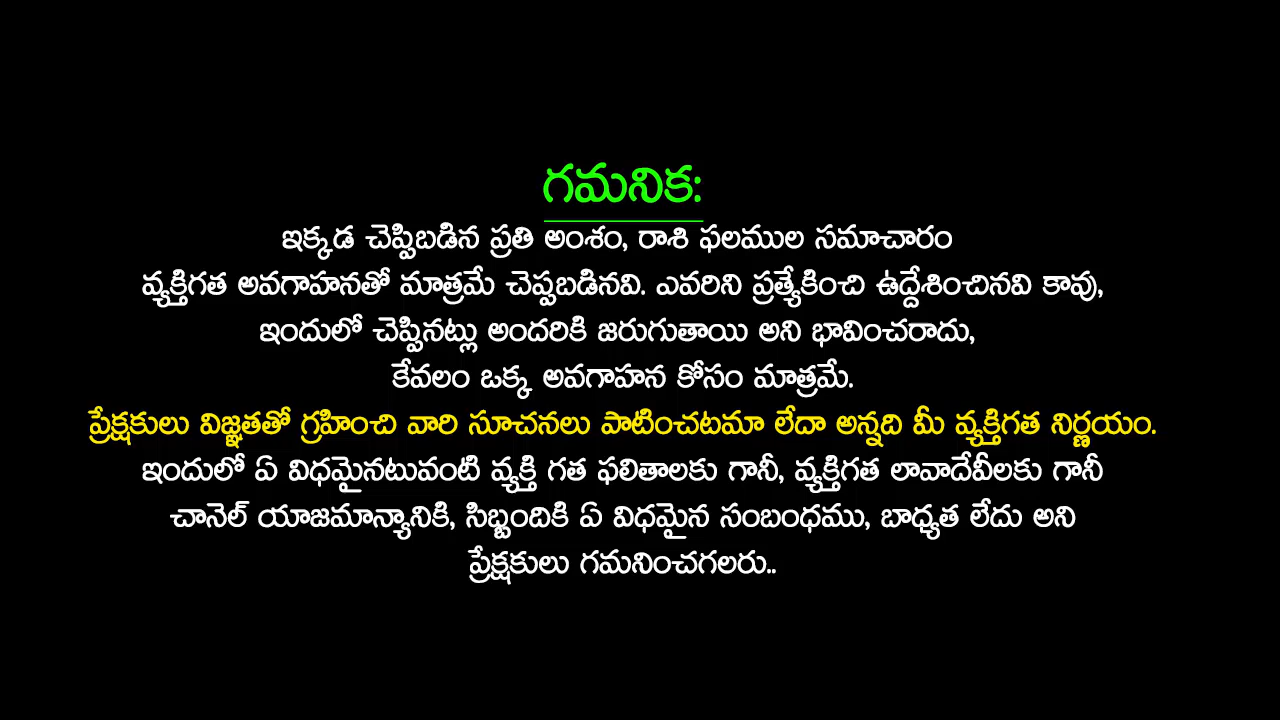 గమనిక:
ఇక్కడ చెప్పిబడిన ప్రతి అంశం, రాశి ఫలముల సమాచారం
వ్యక్తిగత అవగాహనతో మాత్రమే చెప్పబడినవి. ఎవరిని ప్రత్యేకించి ఉద్దేశించినవి కావు,
ఇందులో చెప్పినట్లు అందరికి జరుగుతాయి అని భావించరాదు,
కేవలం ఒక్క అవగాహన కోసం మాత్రమే.
ప్రేక్షకులు విజ్ఞతతో గ్రహించి వారి సూచనలు పాటించటమా లేదా అన్నది మీ వ్యక్తిగత నిర్ణయం.
ఇందులో ఏ విధమైనటువంటి వ్యక్తి గత ఫలితాలకు గానీ, వ్యక్తిగత లావాదేవీలకు గానీ
చానెల్ యాజమాన్యానికి, సిబ్బందికి ఏ విధమైన సంబంధము, బాధ్యత లేదు అని
ప్రేక్షకులు గమనించగలరు..